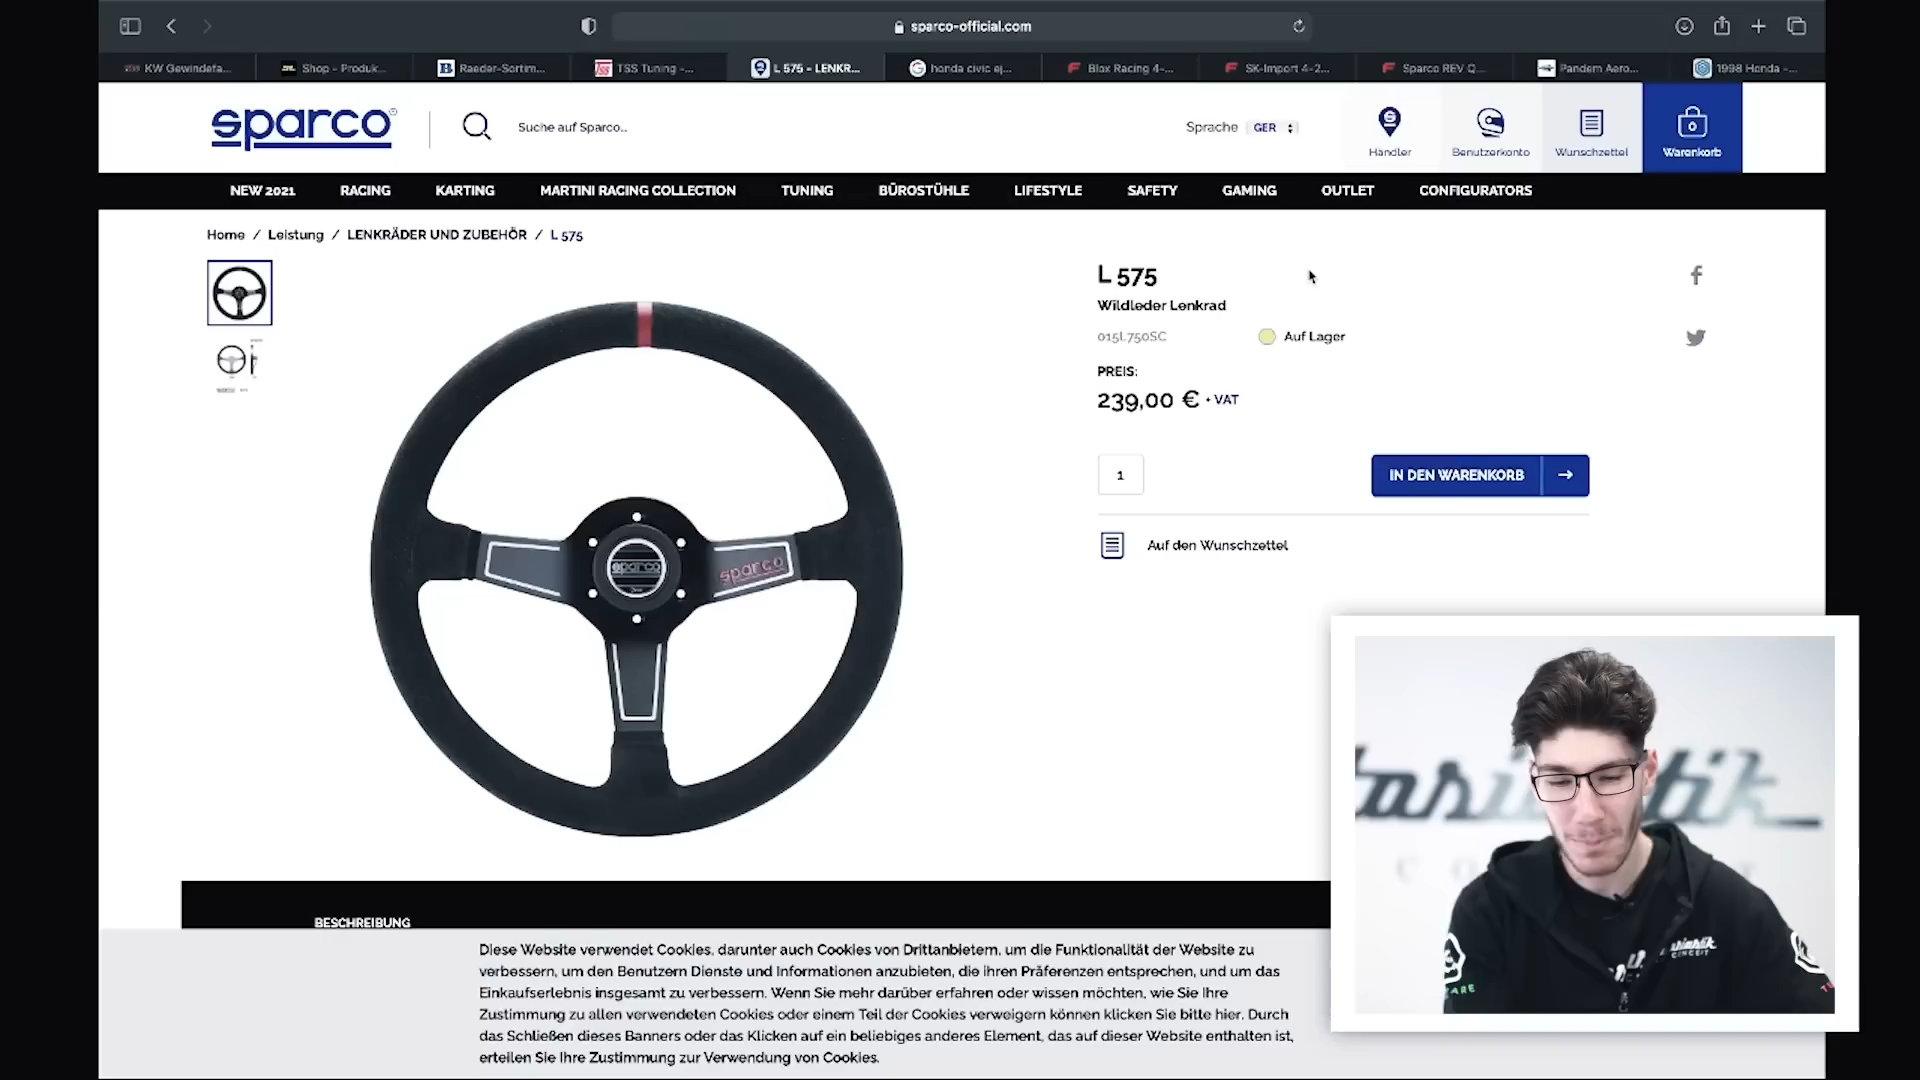 sparco-official.com
KW Gewindefa...
Shop - Produk...
Raeder-Sortim...
TSS Tuning -...
L 575 - LENKR...
honda civic ej...
Blox Racing 4-...
SK-Import 4-2...
Sparco REV Q...
Pandem Aero...
1998 Honda -...
sparco
Suche auf Sparco...
Sprache GER
Händler
Benutzerkonto
Wunschzettel
0
Warenkorb
NEW 2021 RACING KARTING MARTINI RACING COLLECTION TUNING BÜROSTÜHLE LIFESTYLE SAFETY GAMING OUTLET CONFIGURATORS
Home / Leistung / LENKRÄDER UND ZUBEHÖR / L 575
L 575
Wildleder Lenkrad
015L750SC
Auf Lager
PREIS:
239,00 € + VAT
1
IN DEN WARENKORB
Auf den Wunschzettel
sparco
sparco
BESCHREIBUNG
Diese Website verwendet Cookies, darunter auch Cookies von Drittanbietern, um die Funktionalität der Website zu
verbessern, um den Benutzern Dienste und Informationen anzubieten, die ihren Präferenzen entsprechen, und um das
Einkaufserlebnis insgesamt zu verbessern. Wenn Sie mehr darüber erfahren oder wissen möchten, wie Sie Ihre
Zustimmung zu allen verwendeten Cookies oder einem Teil der Cookies verweigern können klicken Sie bitte hier. Durch
das Schließen dieses Banners oder das Klicken auf ein beliebiges anderes Element, das auf dieser Website enthalten ist,
erteilen Sie Ihre Zustimmung zur Verwendung von Cookies.
CONCEPT